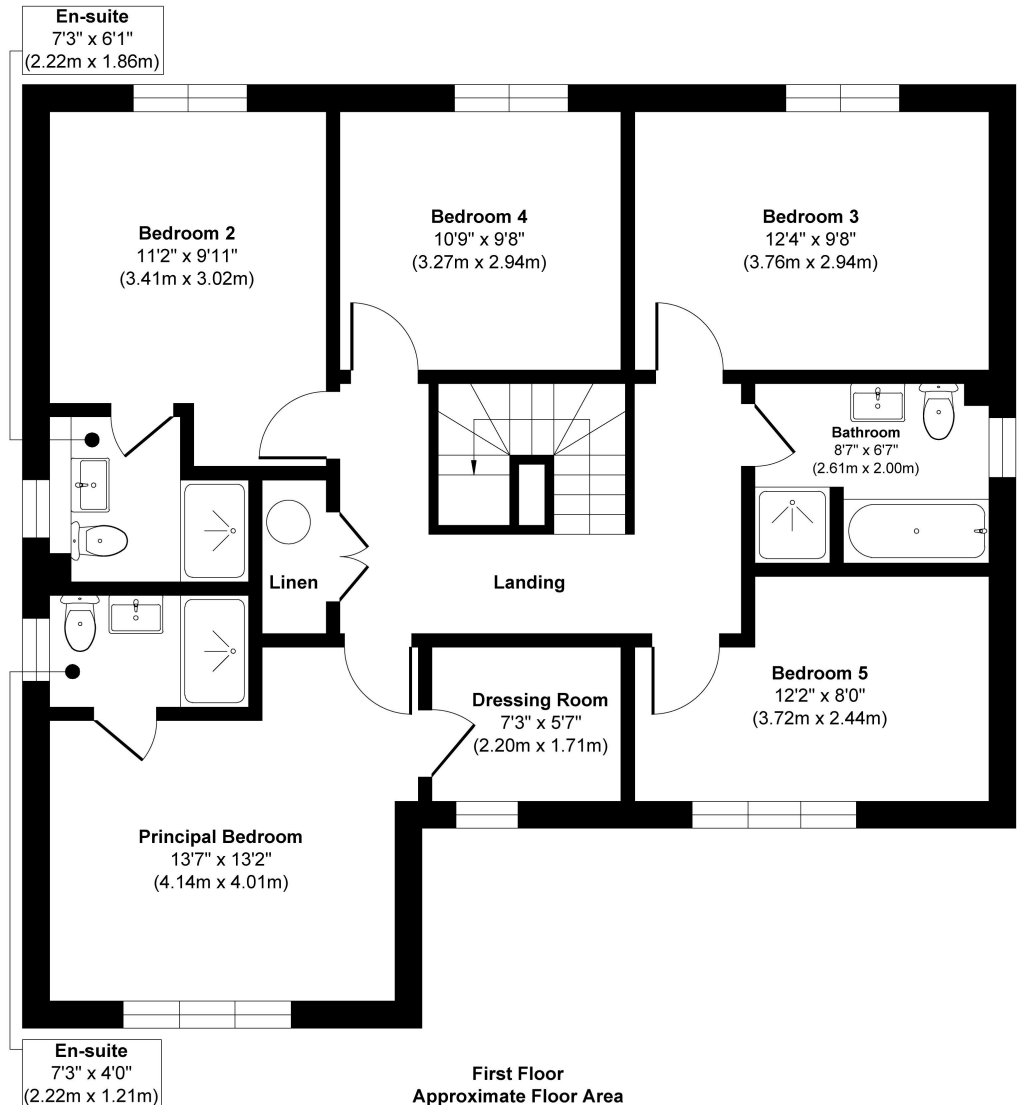 En-suite
7'3" x 6'1"
(2.22m x 1.86m)
Bedroom 2
11'2" x 9'11"
(3.41m x 3.02m)
Bedroom 4
10'9" x 9'8"
(3.27m x 2.94m)
Bedroom 3
12'4" x 9'8"
(3.76m x 2.94m)
Bathroom
8'7" x 6'7"
(2.61m x 2.00m)
Linen
Landing
Dressing Room
7'3" x 5'7"
(2.20m x 1.71m)
Bedroom 5
12'2" x 8'0"
(3.72m x 2.44m)
Principal Bedroom
13'7" x 13'2"
(4.14m x 4.01m)
En-suite
7'3" x 4'0"
(2.22m x 1.21m)
First Floor
Approximate Floor Area